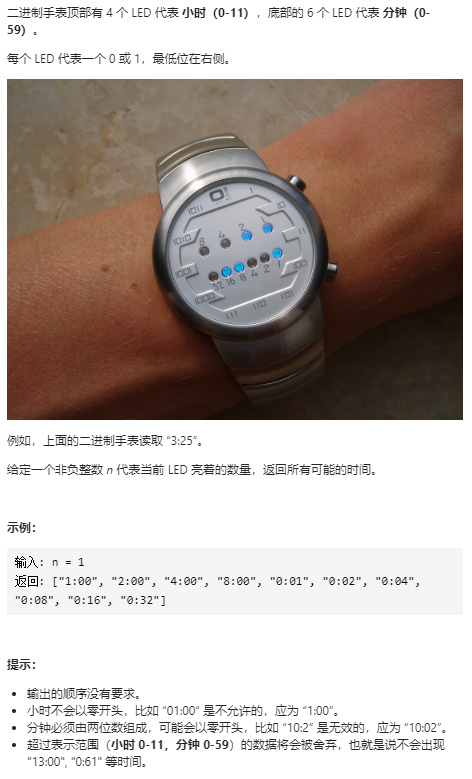 二进制手表顶部有 4 个 LED 代表 小时（0-11），底部的 6 个 LED 代表 分钟（0-
59）。
每个 LED 代表一个 0 或 1，最低位在右侧。
1011
10
1010
8 4 2 1
11
1001
32 16 8 4 2 1
100
1000
111 110 101
例如，上面的二进制手表读取 “3:25”。
给定一个非负整数 n 代表当前 LED 亮着的数量，返回所有可能的时间。
示例：
输入: n = 1
返回: ["1:00", "2:00", "4:00", "8:00", "0:01", "0:02", "0:04",
"0:08", "0:16", "0:32"]
提示：
• 输出的顺序没有要求。
• 小时不会以零开头，比如 “01:00” 是不允许的，应为 “1:00”。
• 分钟必须由两位数组成，可能会以零开头，比如 “10:2” 是无效的，应为 “10:02”。
• 超过表示范围（小时 0-11，分钟 0-59）的数据将会被舍弃，也就是说不会出现
"13:00", "0:61" 等时间。